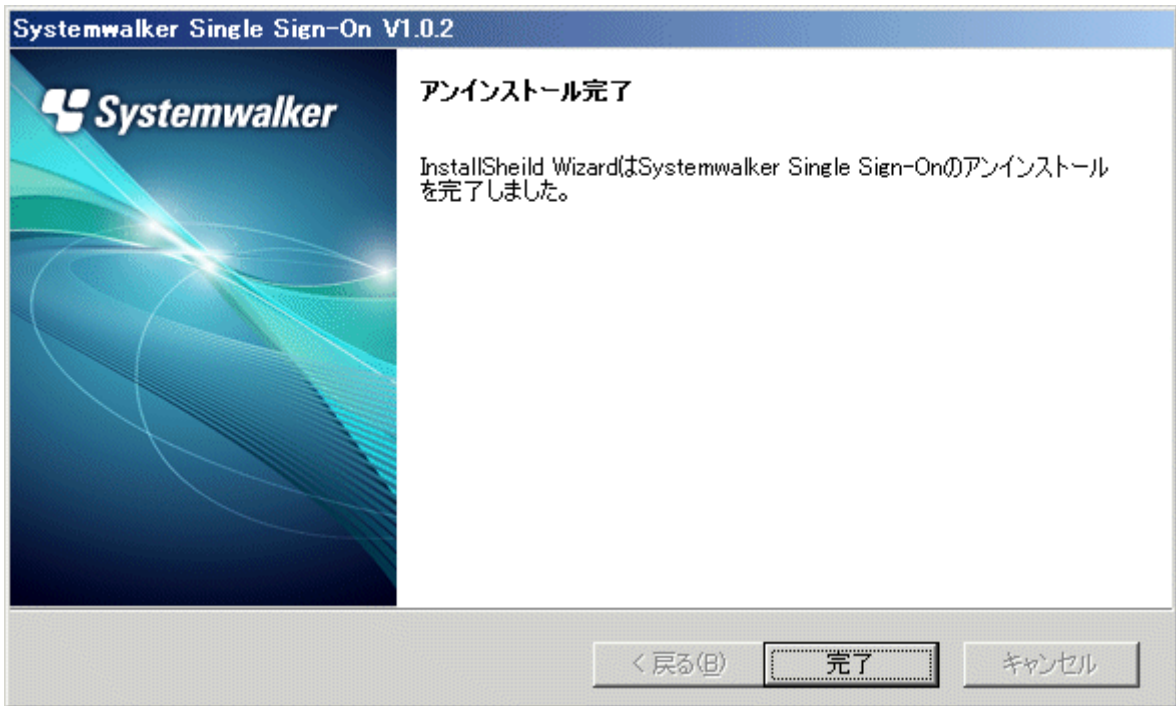 Systemwalker Single Sign-On V1.0.2
Systemwalker
アンインストール完了
InstallSheild WizardはSystemwalker Single Sign-Onのアンインストール
を完了しました。
< 戻る(B)
完了
キャンセル